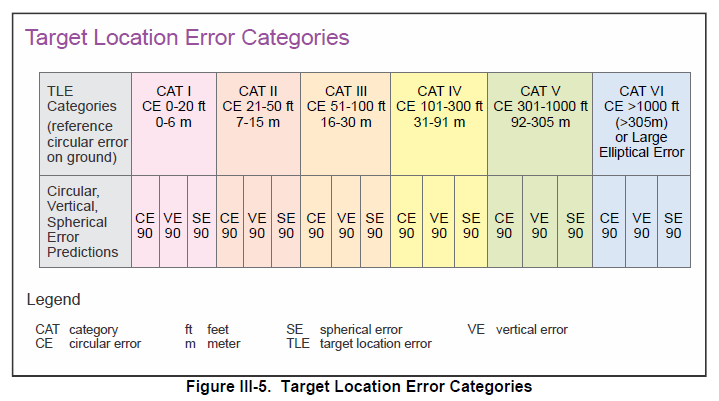 Target Location Error Categories
TLE
Categories
(reference
circular error
on ground)
CAT I
CE 0-20 ft
0-6 m
CAT II
CE 21-50 ft
7-15 m
CAT III
CE 51-100 ft
16-30 m
CAT IV
CE 101-300 ft
31-91 m
CAT V
CE 301-1000 ft
92-305 m
CAT VI
CE >1000 ft
(>305m)
or Large
Elliptical Error
Circular,
Vertical,
Spherical
Error
Predictions
CE VE SE CE VE SE CE VE SE CE VE SE CE VE SE CE VE SE
90 90 90 90 90 90 90 90 90 90 90 90 90 90 90 90 90 90
Legend
CAT category ft feet SE spherical error VE vertical error
CE circular error m meter TLE target location error
Figure III-5. Target Location Error Categories